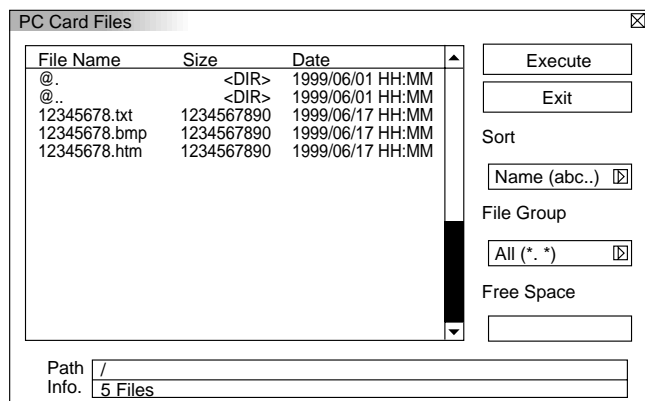 PC Card Files
File Name Size Date
@. <DIR> 1999/06/01 HH:MM
@.. <DIR> 1999/06/01 HH:MM
12345678.txt 1234567890 1999/06/17 HH:MM
12345678.bmp 1234567890 1999/06/17 HH:MM
12345678.htm 1234567890 1999/06/17 HH:MM
Execute
Exit
Sort
Name (abc..)
File Group
All (*. *)
Free Space
Path /
Info. 5 Files